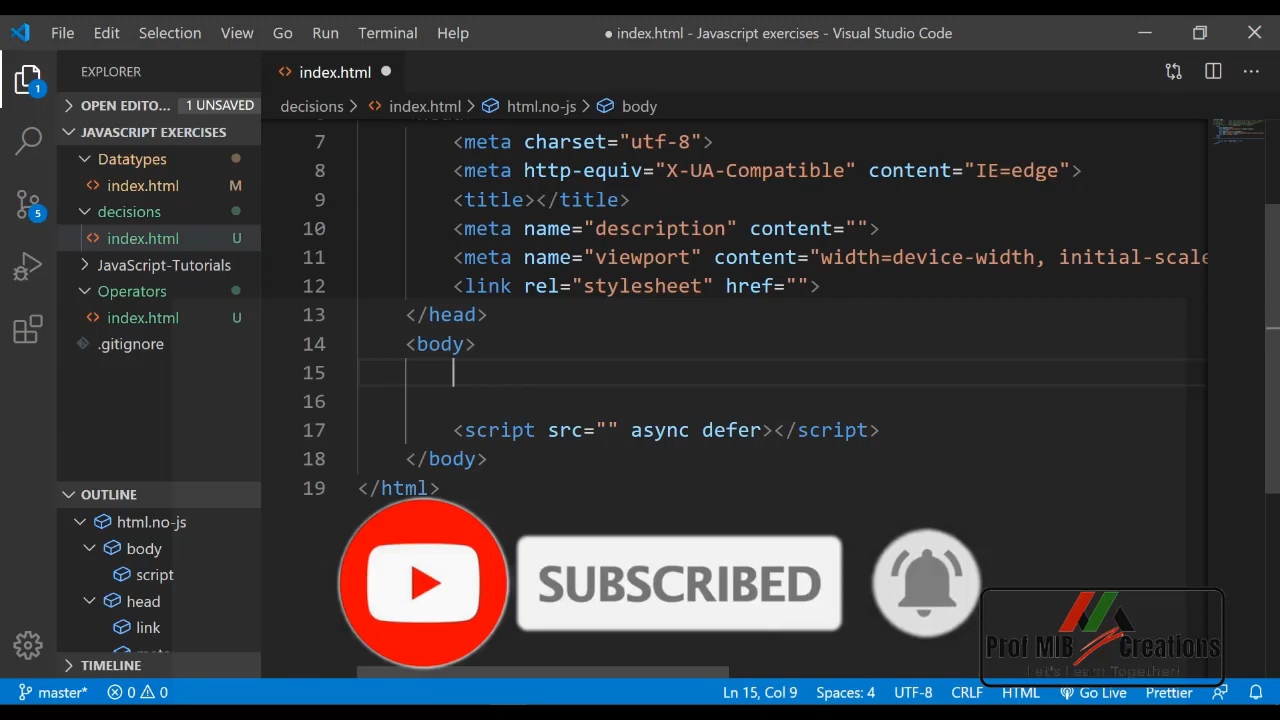 File Edit Selection View Go Run Terminal Help
● index.html - Javascript exercises - Visual Studio Code
EXPLORER
1
OPEN EDITO... 1 UNSAVED
JAVASCRIPT EXERCISES
Datatypes
index.html M
decisions
index.html U
JavaScript-Tutorials
Operators
index.html U
.gitignore
5
OUTLINE
html.no-js
body
script
head
link
TIMELINE
index.html
decisions > index.html > html.no-js > body
7 <meta charset="utf-8">
8 <meta http-equiv="X-UA-Compatible" content="IE=edge">
9 <title></title>
10 <meta name="description" content="">
11 <meta name="viewport" content="width=device-width, initial-scale
12 <link rel="stylesheet" href="">
13 </head>
14 <body>
15
16
17 <script src="" async defer></script>
18 </body>
19 </html>
SUBSCRIBED
Prof MIB Creations
Let's Learn Together!
master* 0 0 Ln 15, Col 9 Spaces: 4 UTF-8 CRLF HTML Go Live Prettier